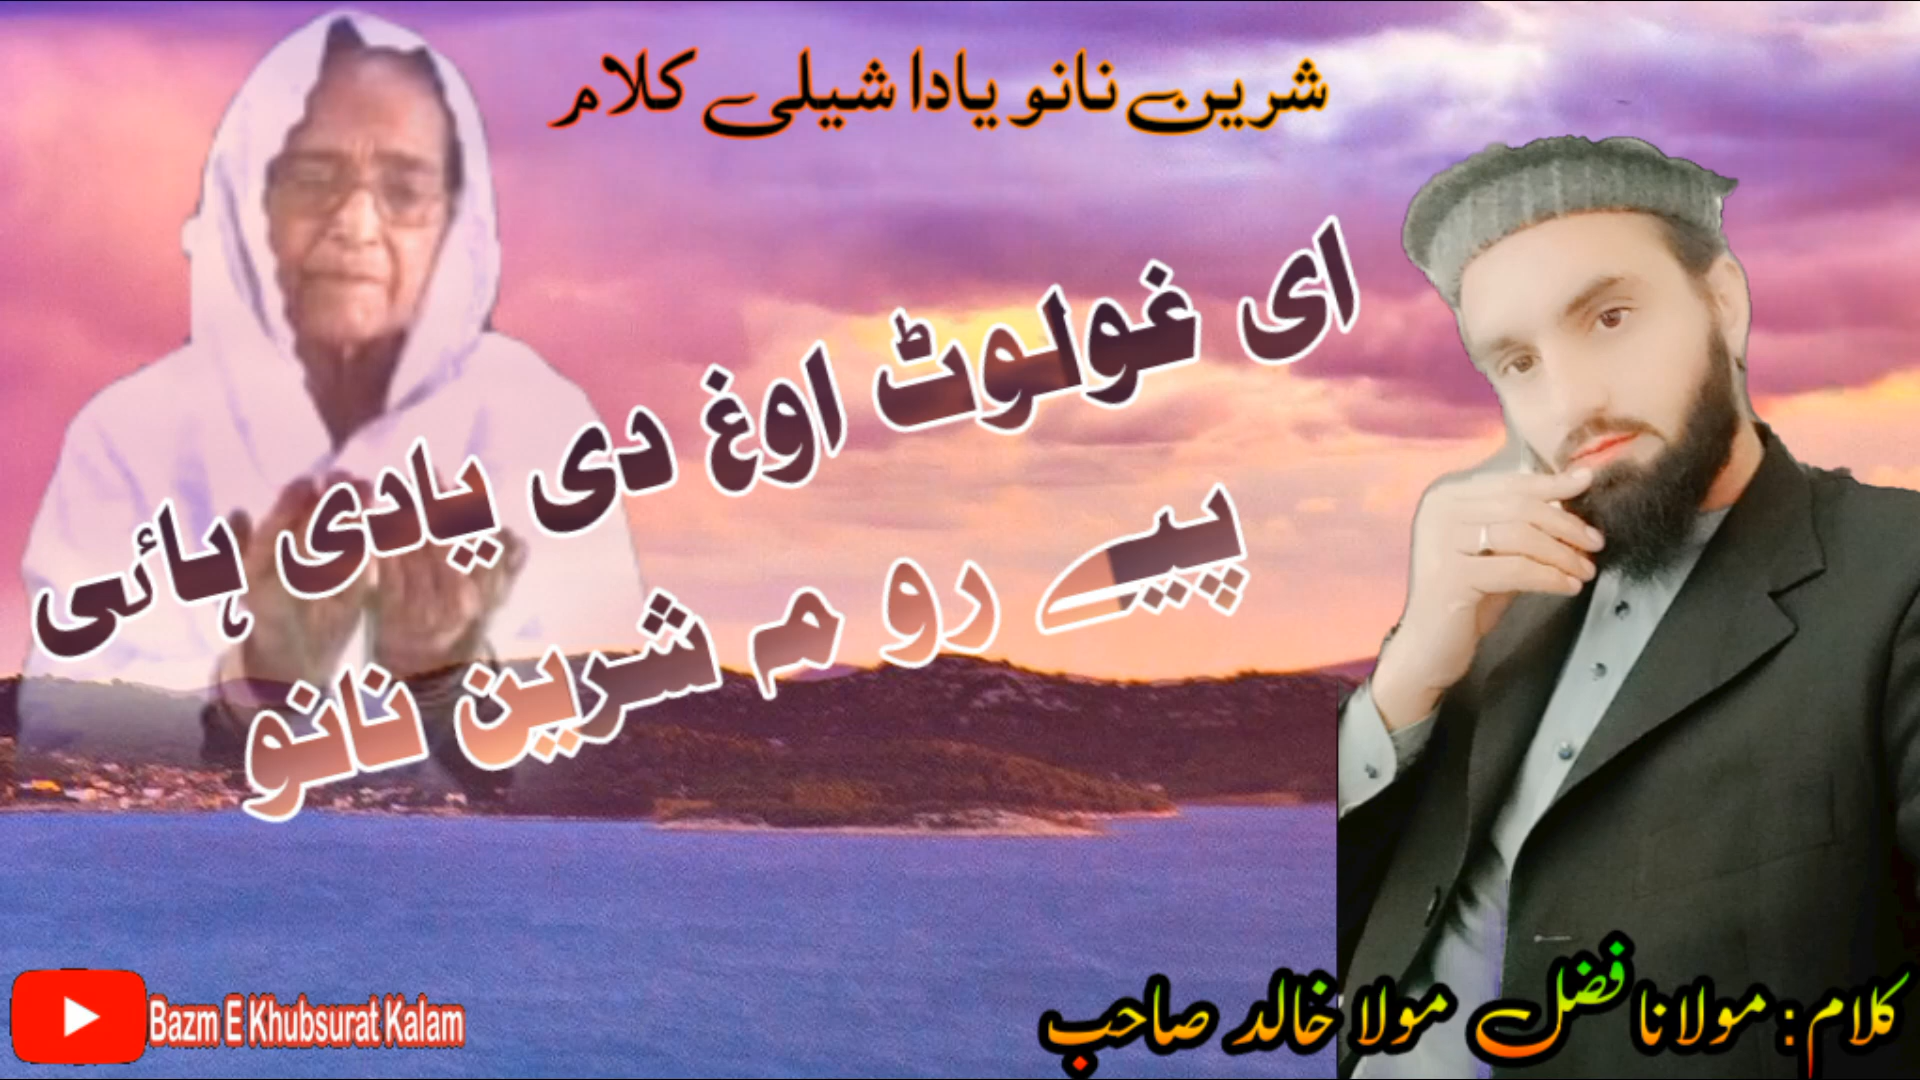 شرین نانو یادا شیلی کلام
ای غولوٹ اوغ دی یادی ہائی
پیے رو م شرین نانو
کلام : مولانا فضل مولا خالد صاحب
Bazm E Khubsurat Kalam